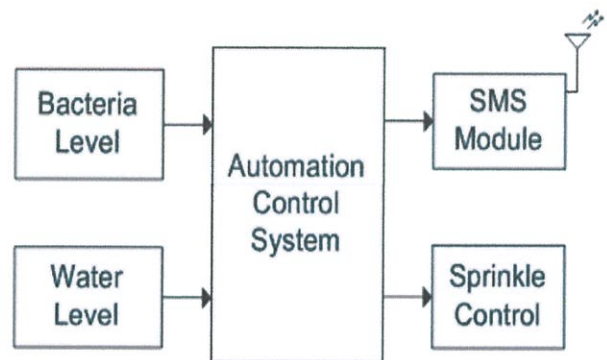 Bacteria
Level
Water
Level
Automation
Control
System
SMS
Module
Sprinkle
Control